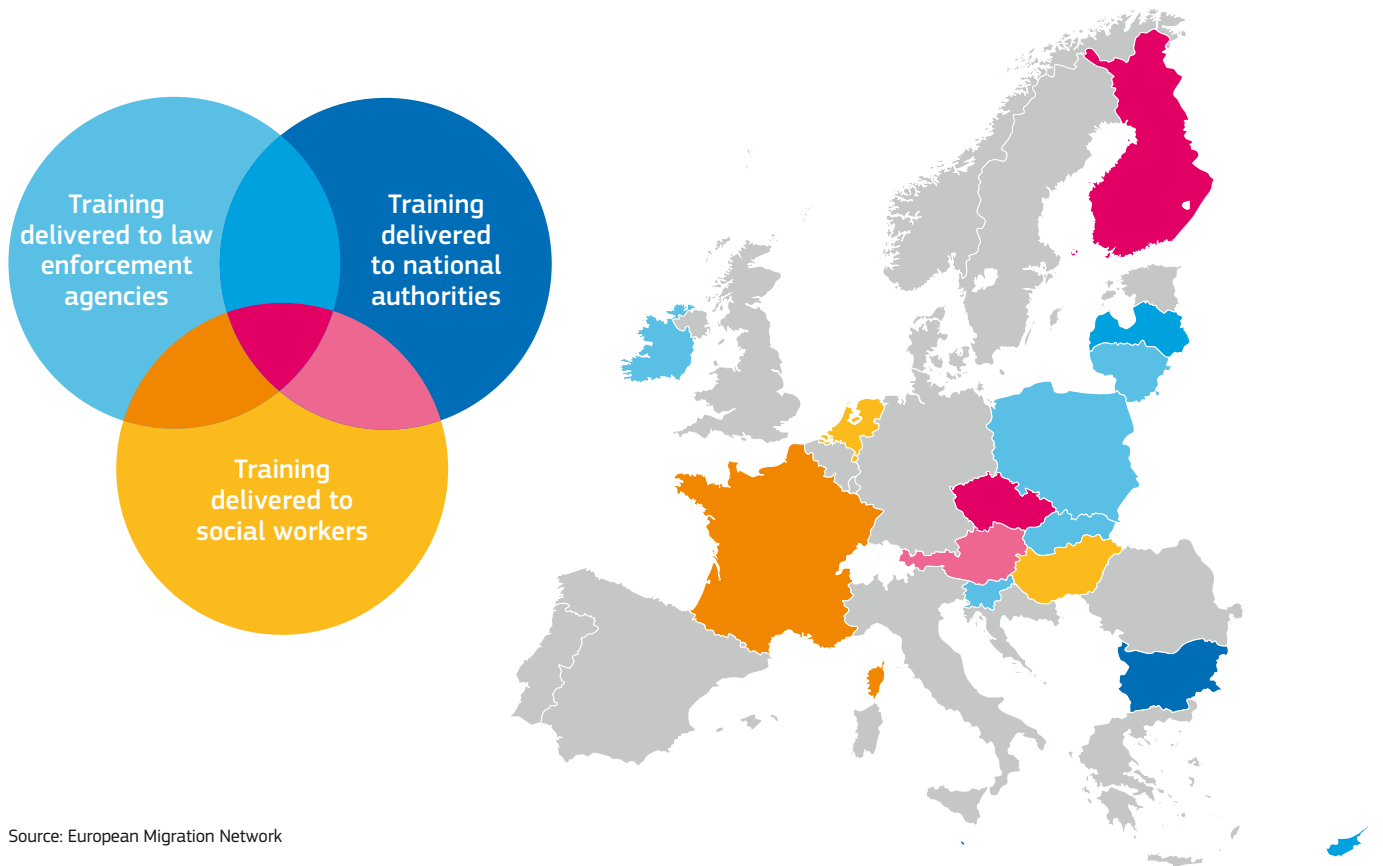 Training
delivered to law
enforcement
agencies
Training
delivered
to national
authorities
Training
delivered to
social workers
Source: European Migration Network